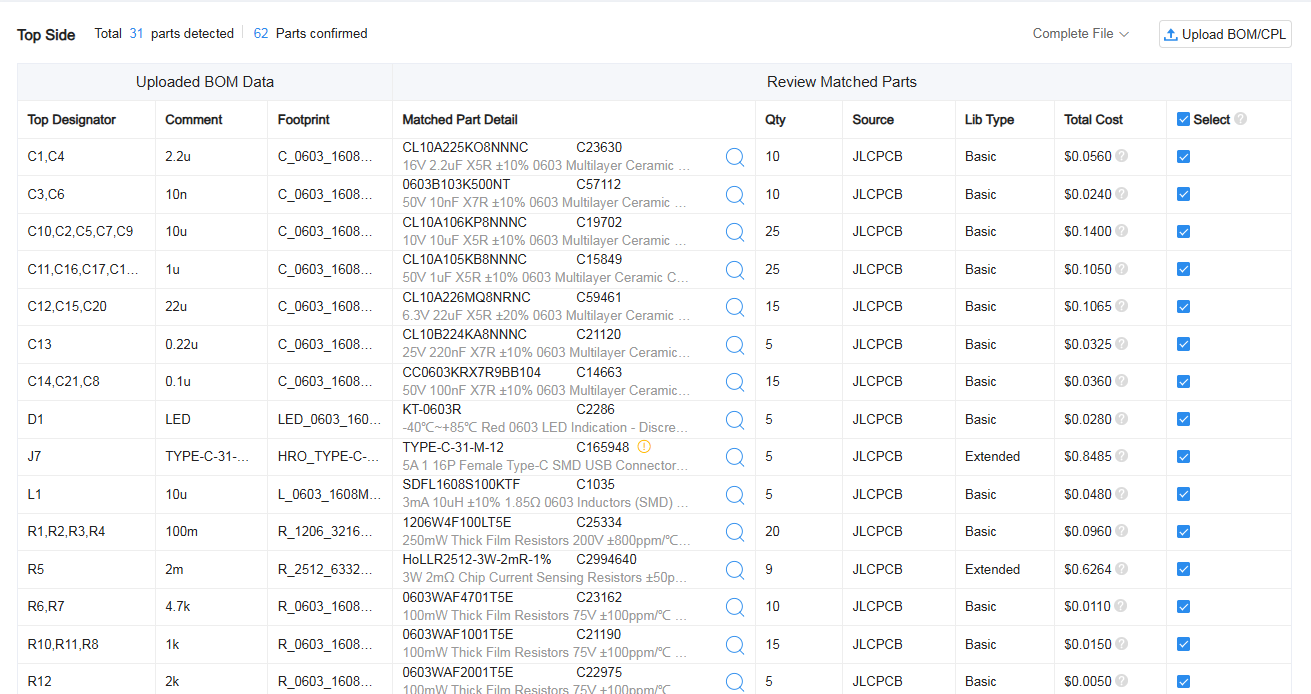 Top Side Total 31 parts detected 62 Parts confirmed Complete File Upload BOM/CPL
Uploaded BOM Data Review Matched Parts
Top Designator Comment Footprint Matched Part Detail Qty Source Lib Type Total Cost Select
C1,C4 2.2u C_0603_1608... CL10A225KO8NNNC C23630 10 JLCPCB Basic $0.0560
16V 2.2uF X5R ±10% 0603 Multilayer Ceramic ...
C3,C6 10n C_0603_1608... 0603B103K500NT C57112 10 JLCPCB Basic $0.0240
50V 10nF X7R ±10% 0603 Multilayer Ceramic ...
C10,C2,C5,C7,C9 10u C_0603_1608... CL10A106KP8NNNC C19702 25 JLCPCB Basic $0.1400
10V 10uF X5R ±10% 0603 Multilayer Ceramic ...
C11,C16,C17,C1... 1u C_0603_1608... CL10A105KB8NNNC C15849 25 JLCPCB Basic $0.1050
50V 1uF X5R ±10% 0603 Multilayer Ceramic C...
C12,C15,C20 22u C_0603_1608... CL10A226MQ8NRNC C59461 15 JLCPCB Basic $0.1065
6.3V 22uF X5R ±20% 0603 Multilayer Ceramic ...
C13 0.22u C_0603_1608... CL10B224KA8NNNC C21120 5 JLCPCB Basic $0.0325
25V 220nF X7R ±10% 0603 Multilayer Ceramic...
C14,C21,C8 0.1u C_0603_1608... CC0603KRX7R9BB104 C14663 15 JLCPCB Basic $0.0360
50V 100nF X7R ±10% 0603 Multilayer Ceramic...
D1 LED LED_0603_160... KT-0603R C2286 5 JLCPCB Basic $0.0280
-40℃~+85℃ Red 0603 LED Indication - Discre...
J7 TYPE-C-31-... HRO_TYPE-C-... TYPE-C-31-M-12 C165948 5 JLCPCB Extended $0.8485
5A 1 16P Female Type-C SMD USB Connector...
L1 10u L_0603_1608M... SDFL1608S100KTF C1035 5 JLCPCB Basic $0.0480
3mA 10uH ±10% 1.85Ω 0603 Inductors (SMD) ...
R1,R2,R3,R4 100m R_1206_3216... 1206W4F100LT5E C25334 20 JLCPCB Basic $0.0960
250mW Thick Film Resistors 200V ±800ppm/℃...
R5 2m R_2512_6332... HoLLR2512-3W-2mR-1% C2994640 9 JLCPCB Extended $0.6264
3W 2mΩ Chip Current Sensing Resistors ±50p...
R6,R7 4.7k R_0603_1608... 0603WAF4701T5E C23162 10 JLCPCB Basic $0.0110
100mW Thick Film Resistors 75V ±100ppm/℃ ...
R10,R11,R8 1k R_0603_1608... 0603WAF1001T5E C21190 15 JLCPCB Basic $0.0150
100mW Thick Film Resistors 75V ±100ppm/℃ ...
R12 2k R_0603_1608... 0603WAF2001T5E C22975 5 JLCPCB Basic $0.0050
100mW Thick Film Resistors 75V ±100ppm/℃